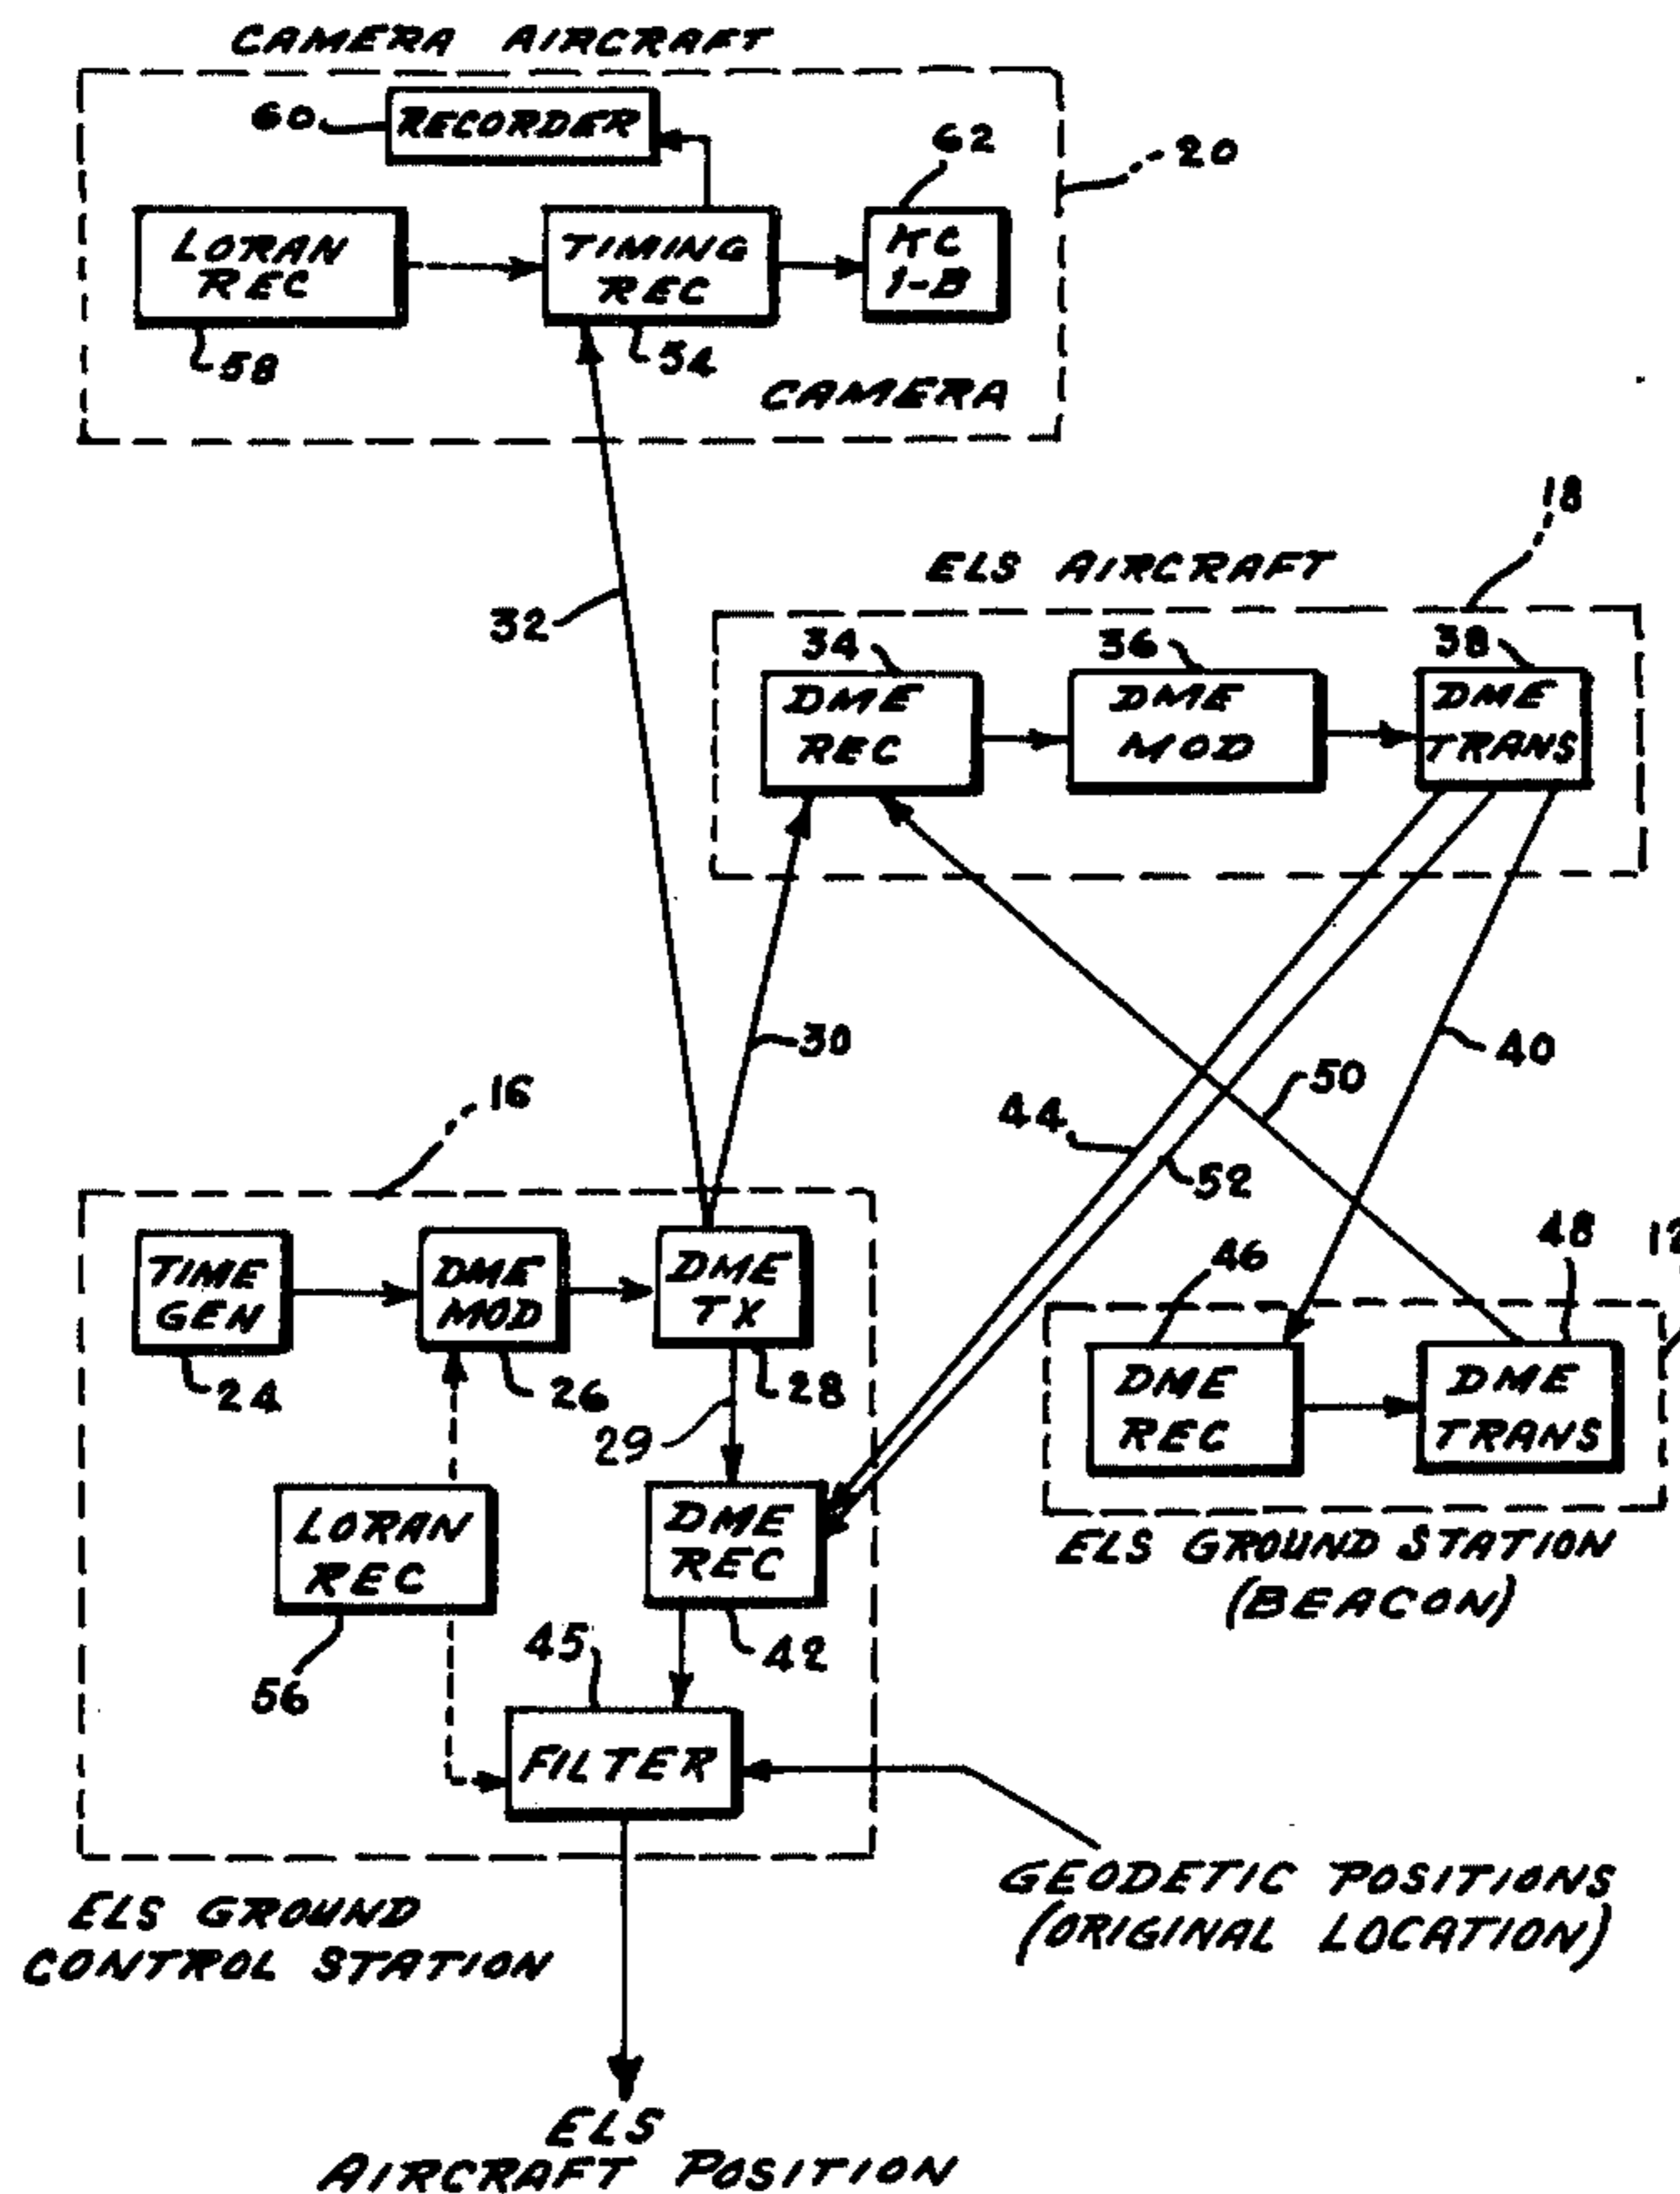 CAMERA AIRCRAFT
60
RECORDER
62
20
LORAN
REC
TIMING
REC
KC
1-B
58
54
CAMERA
18
ELS AIRCRAFT
32
34
36
38
DME
REC
DME
MOD
DME
TRANS
30
40
50
44
52
16
46
48
12
TIME
GEN
DME
MOD
DME
TX
24
26
28
29
DME
REC
DME
TRANS
LORAN
REC
DME
REC
ELS GROUND STATION
(BEACON)
56
45
42
FILTER
GEODETIC POSITIONS
(ORIGINAL LOCATION)
ELS GROUND
CONTROL STATION
ELS
AIRCRAFT POSITION